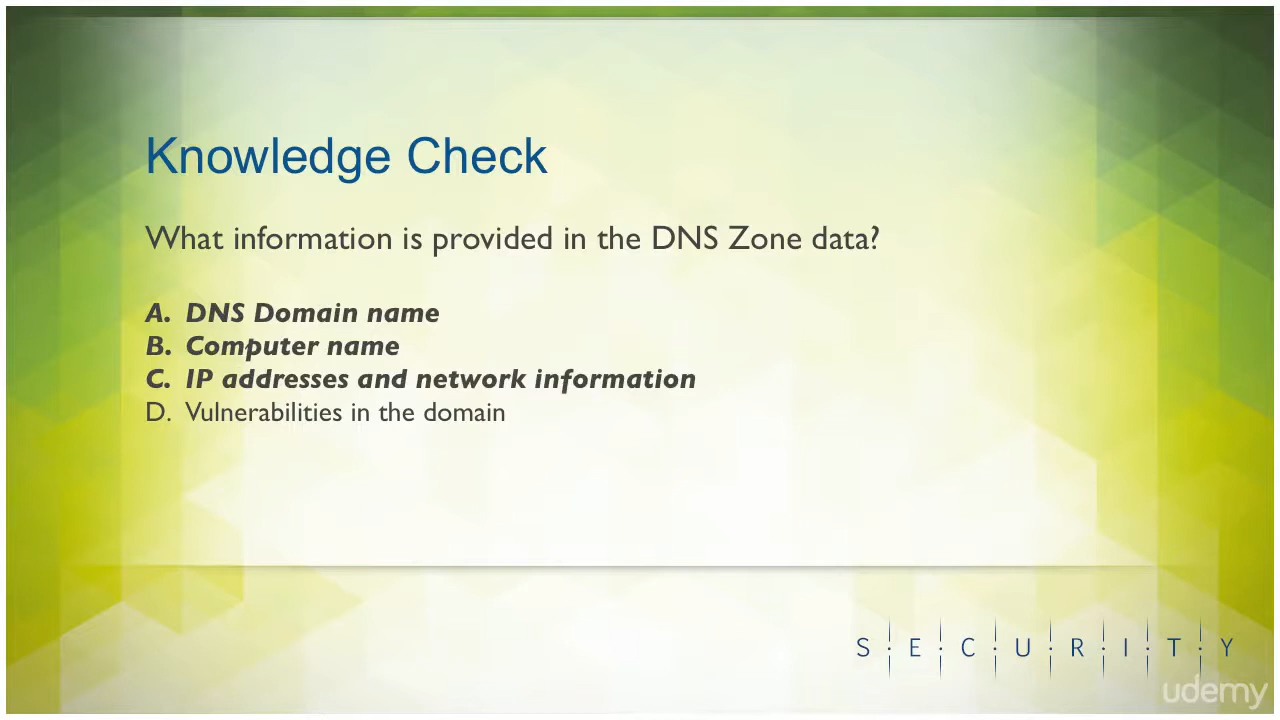 Knowledge Check
What information is provided in the DNS Zone data?
A. DNS Domain name
B. Computer name
C. IP addresses and network information
D. Vulnerabilities in the domain
S E C U R I T Y
udemy